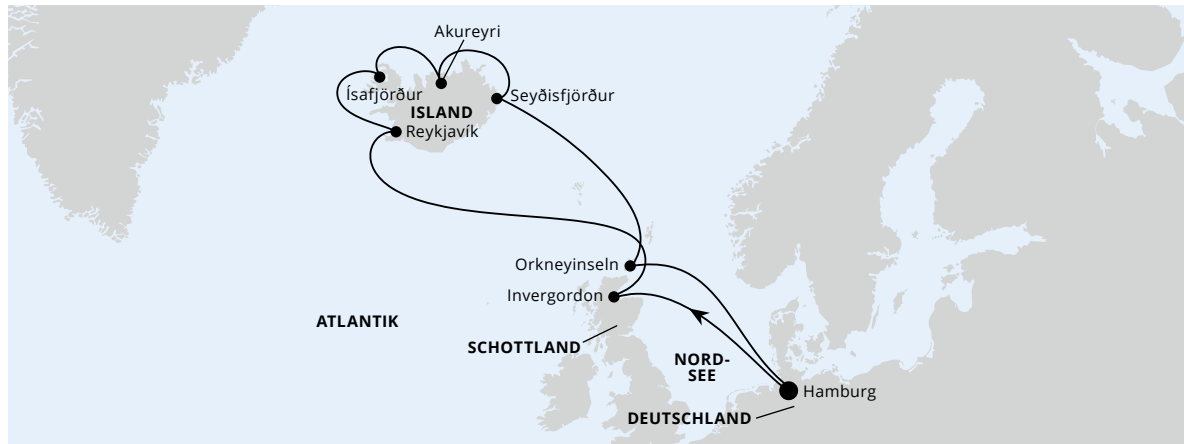 Akureyri
Ísafjörður
Seyðisfjörður
ISLAND
Reykjavík
Orkneyinseln
Invergordon
ATLANTIK
SCHOTTLAND
NORD-
SEE
Hamburg
DEUTSCHLAND